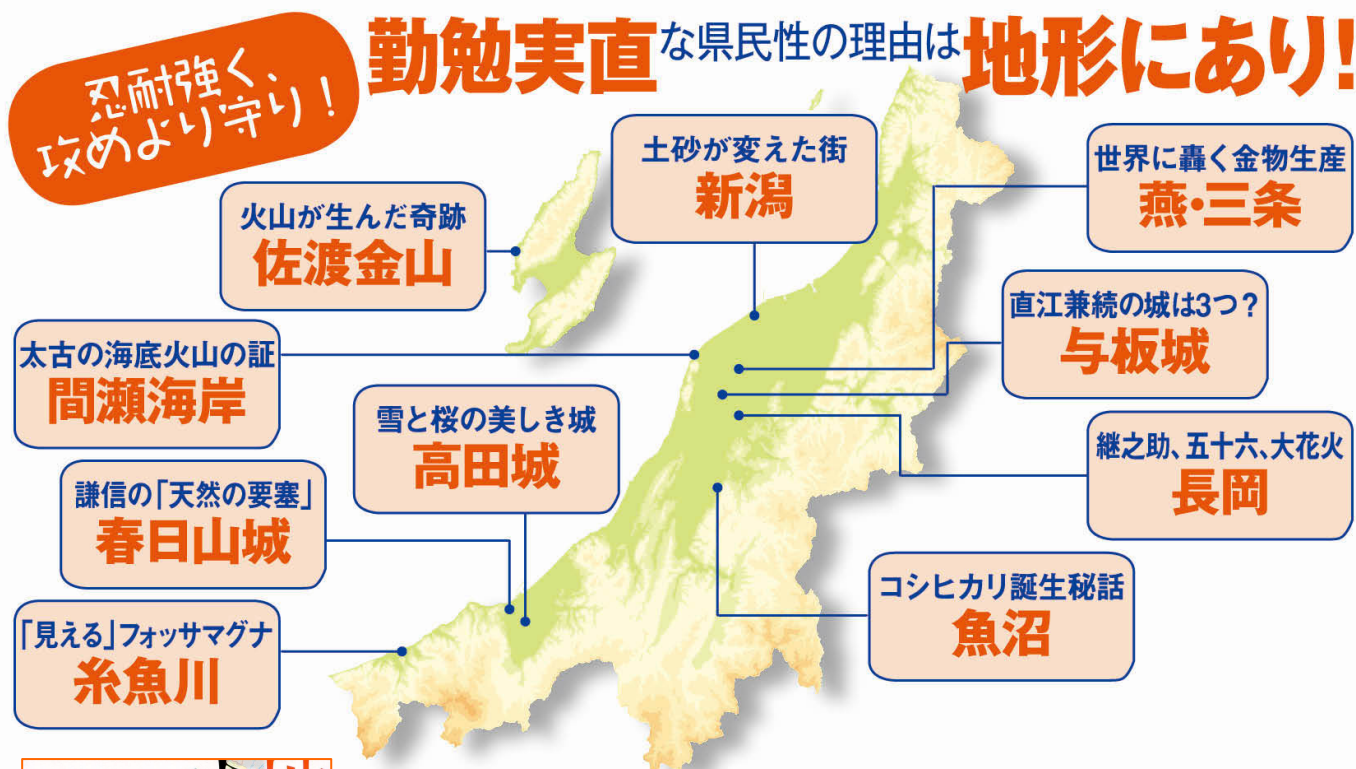 忍耐強く、
攻めより守り!
勤勉実直な県民性の理由は地形にあり!
火山が生んだ奇跡
佐渡金山
土砂が変えた街
新潟
世界に轟く金物生産
燕・三条
直江兼続の城は3つ?
与板城
太古の海底火山の証
間瀬海岸
雪と桜の美しき城
高田城
継之助、五十六、大花火
長岡
謙信の「天然の要塞」
春日山城
コシヒカリ誕生秘話
魚沼
「見える」フォッサマグナ
糸魚川